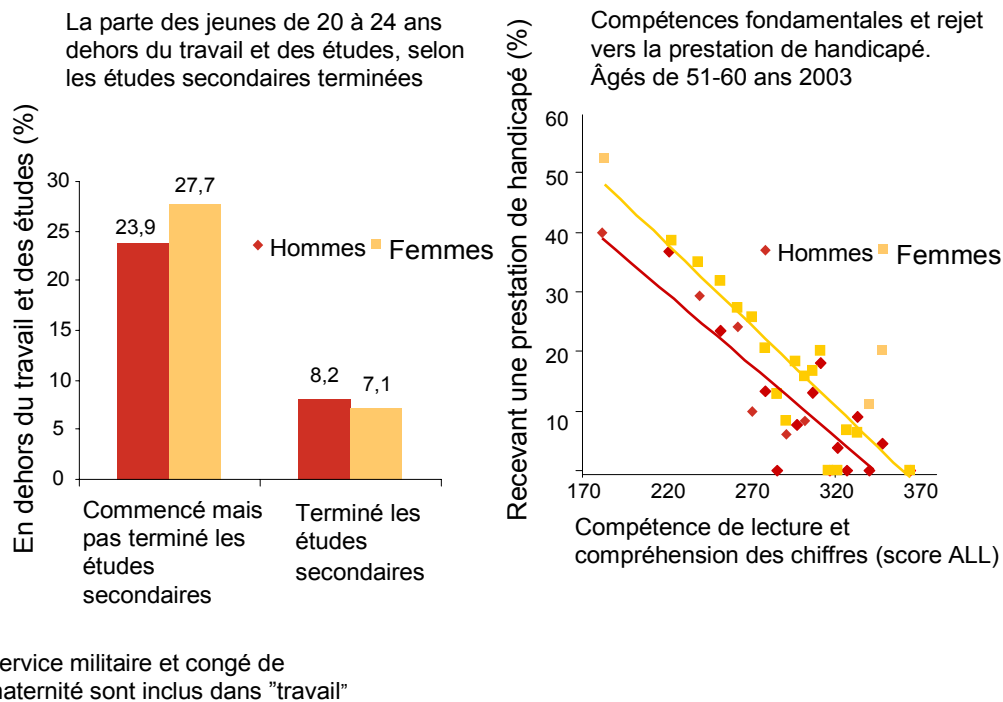 La parte des jeunes de 20 à 24 ans
dehors du travail et des études, selon
les études secondaires terminées
En dehors du travail et des études (%)
30
25
20
15
10
5
0
23,9
27,7
8,2
7,1
Hommes
Femmes
Commencé mais
pas terminé les
études
secondaires
Terminé les
études
secondaires
ervice militaire et congé de
naternité sont inclus dans ”travail”
Compétences fondamentales et rejet
vers la prestation de handicapé.
Âgés de 51-60 ans 2003
Recevant une prestation de handicapé (%)
60
50
40
30
20
10
Hommes
Femmes
170
220
270
320
370
Compétence de lecture et
compréhension des chiffres (score ALL)